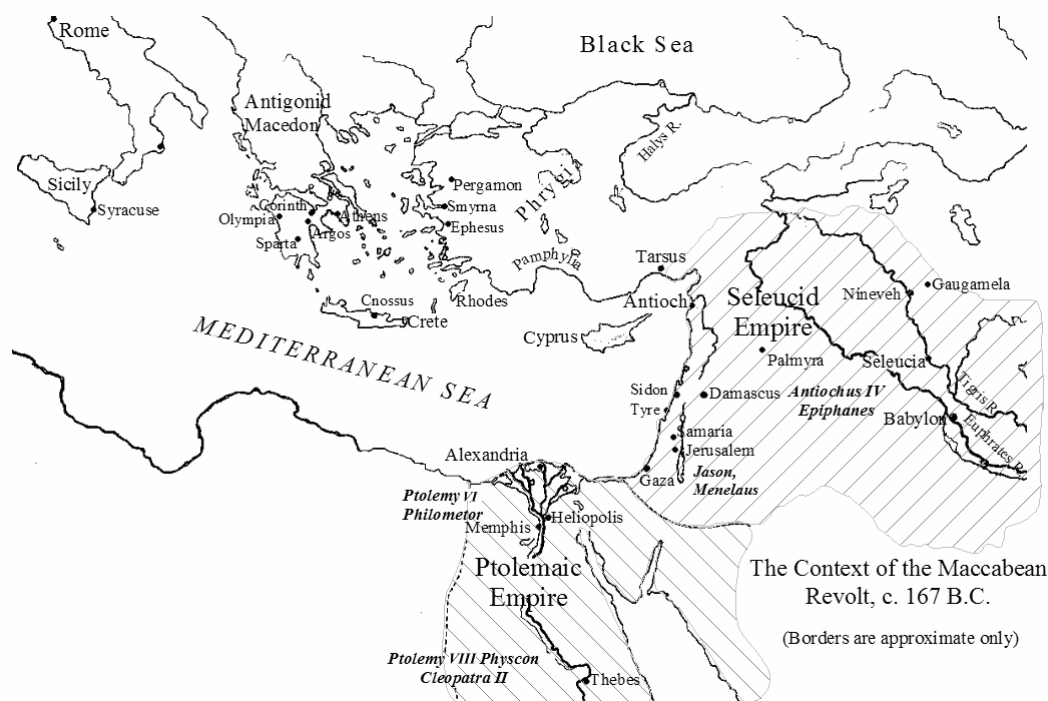 Rome
Black Sea
Antigonid
Macedon
Halys R.
Sicily
Syracuse
Pergamon
Phrygia
Smyrna
Corinth
Olympia
Athens
Argos
Ephesus
Sparta
Pamphylia
Tarsus
Cnossus
Rhodes
Crete
Antioch
Cyprus
Seleucid
Empire
Nineveh
Gaugamela
MEDITERRANEAN SEA
Palmyra
Seleucia
Sidon
Damascus
Antiochus IV
Epiphanes
Tyre
Tigris R.
Babylon
Euphrates R.
Samaria
Jerusalem
Alexandria
Gaza
Jason,
Menelaus
Ptolemy VI
Philometor
Heliopolis
Memphis
Ptolemaic
Empire
The Context of the Maccabean
Revolt, c. 167 B.C.
(Borders are approximate only)
Ptolemy VIII Physcon
Cleopatra II
Thebes